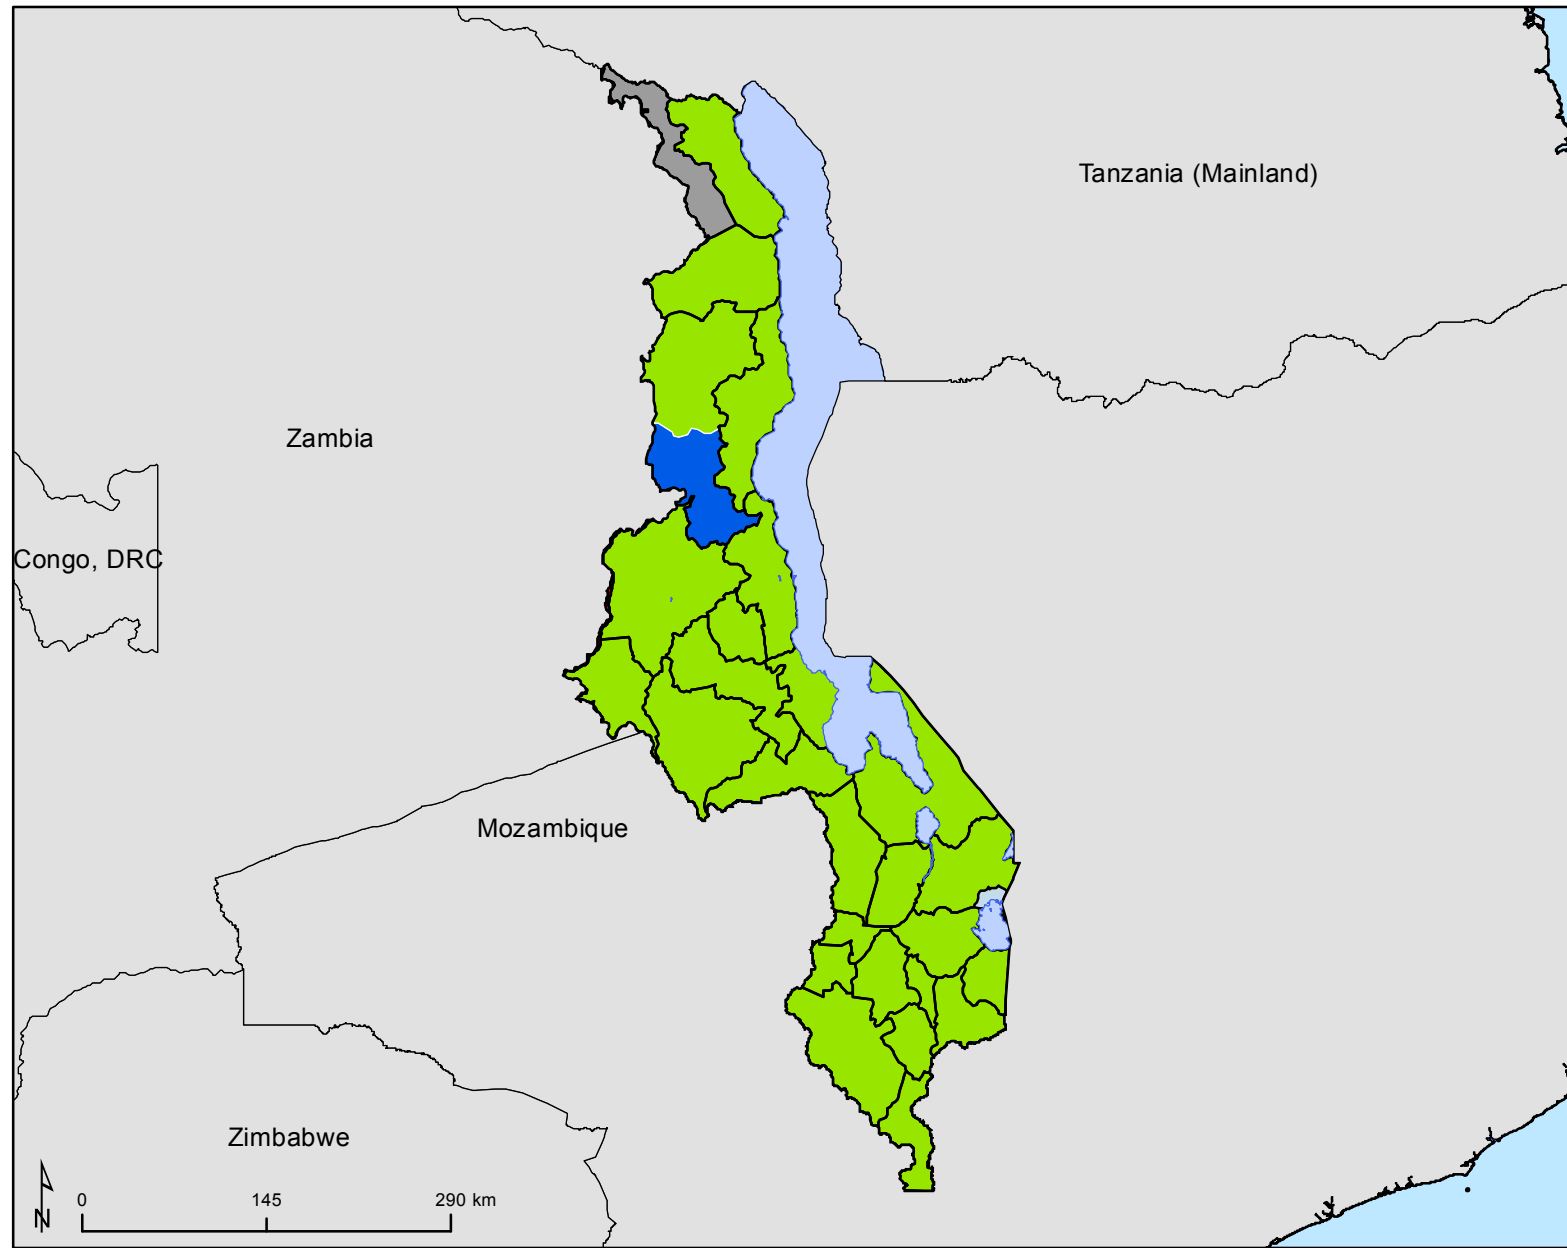 Tanzania (Mainland)
Zambia
Congo, DRC
Mozambique
Zimbabwe
N
0 145 290 km